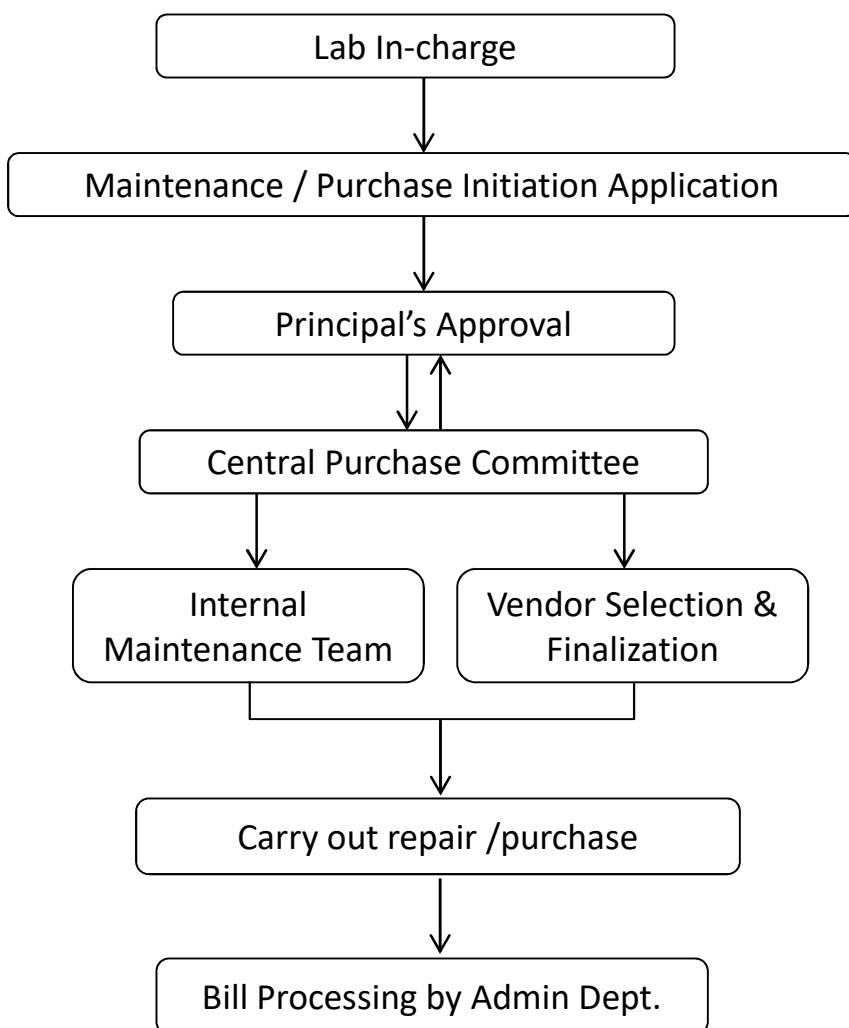 Lab In-charge
Maintenance / Purchase Initiation Application
Principal’s Approval
Central Purchase Committee
Internal
Maintenance Team
Vendor Selection &
Finalization
Carry out repair /purchase
Bill Processing by Admin Dept.